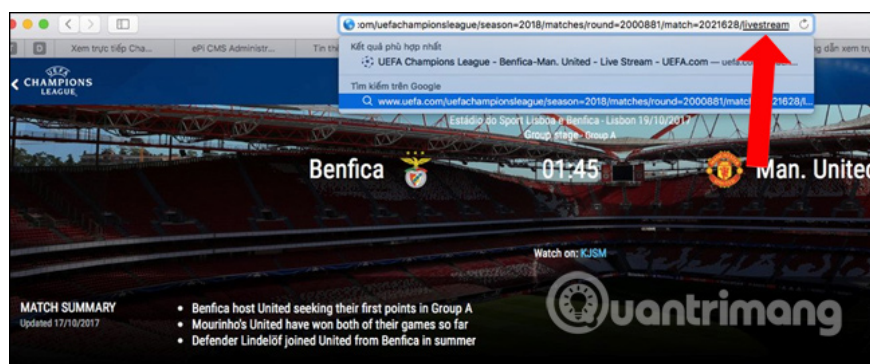 :om/uefachampionsleague/season=2018/matches/round=2000881/match=2021628/livestream
D Xem trực tiếp Cha... ePi CMS Administr... Tin thế
Kết quả phù hợp nhất
UEFA Champions League - Benfica-Man. United - Live Stream - UEFA.com —
Tìm kiếm trên Google
www.uefa.com/uefachampionsleague/season=2018/matches/round=2000881/match=2021628/l...
CHAMPIONS
LEAGUE
Estádio do Sport Lisboa e Benfica - Lisbon 19/10/2017
Group stage - Group A
Benfica 01:45 Man. United
Watch on: KJSM
MATCH SUMMARY
Updated 17/10/2017
• Benfica host United seeking their first points in Group A
• Mourinho's United have won both of their games so far
• Defender Lindelöf joined United from Benfica in summer
Quantrimang